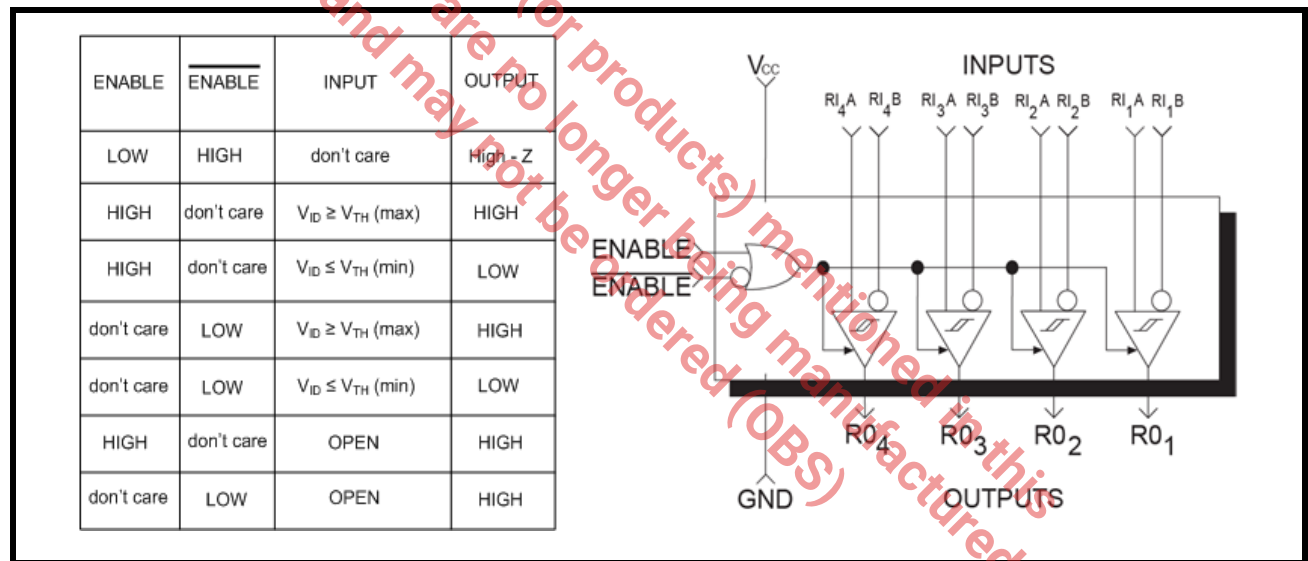 ENABLE ENABLE INPUT OUTPUT
LOW HIGH don't care High - Z
HIGH don't care V_ID ≥ V_TH (max) HIGH
HIGH don't care V_ID ≤ V_TH (min) LOW
don't care LOW V_ID ≥ V_TH (max) HIGH
don't care LOW V_ID ≤ V_TH (min) LOW
HIGH don't care OPEN HIGH
don't care LOW OPEN HIGH
Vcc
INPUTS
RI4A RI4B RI3A RI3B RI2A RI2B RI1A RI1B
ENABLE
ENABLE
R04 R03 R02 R01
GND
OUTPUTS
(or products) mentioned in this
are no longer being manufactured
and may not be ordered (OBS)